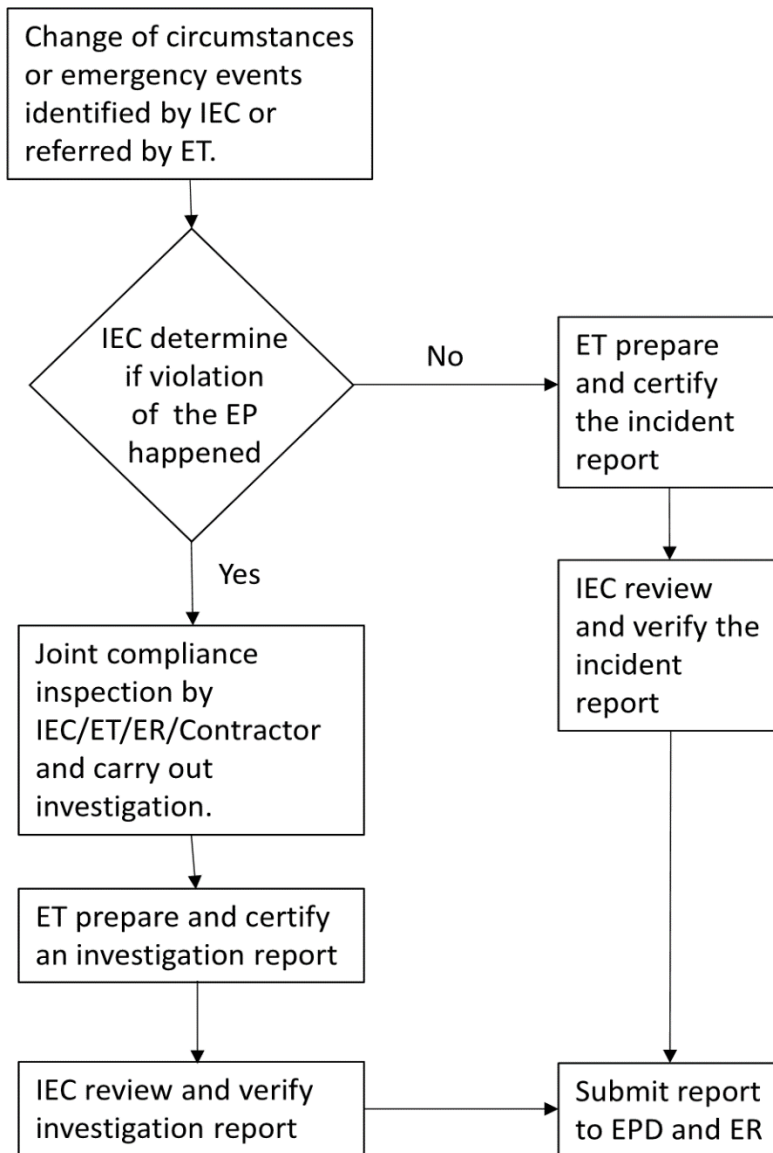 Change of circumstances
or emergency events
identified by IEC or
referred by ET.
IEC determine
if violation
of the EP
happened
No
ET prepare
and certify
the incident
report
Yes
IEC review
and verify the
incident
report
Joint compliance
inspection by
IEC/ET/ER/Contractor
and carry out
investigation.
ET prepare and certify
an investigation report
IEC review and verify
investigation report
Submit report
to EPD and ER